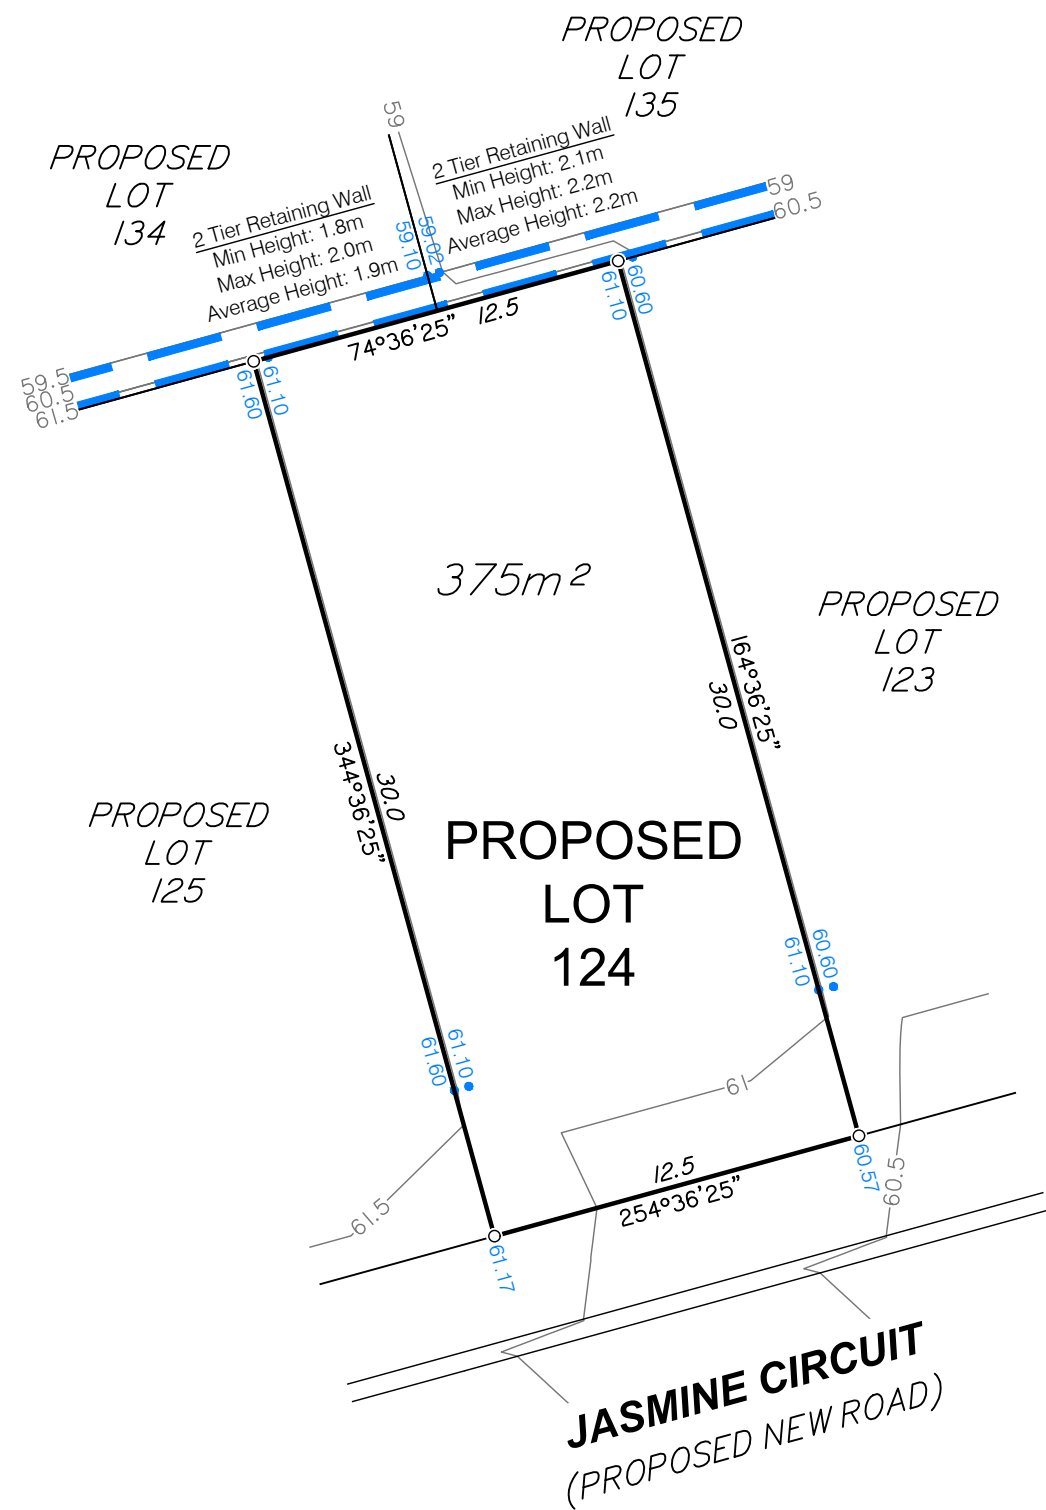 PROPOSED
LOT
135
PROPOSED
LOT
134
59
2 Tier Retaining Wall
Min Height: 2.1m
Max Height: 2.2m
Average Height: 2.2m
2 Tier Retaining Wall
Min Height: 1.8m
Max Height: 2.0m
Average Height: 1.9m
59.10
59.02
59
60.5
61.10
60.60
74°36'25"
12.5
59.5
60.5
61.5
61.60
61.10
375m²
PROPOSED
LOT
123
164°36'25"
30.0
344°36'25"
30.0
PROPOSED
LOT
125
PROPOSED
LOT
124
61.10
60.60
61.60
61.10
61
61.5
12.5
254°36'25"
60.57
60.5
61.17
JASMINE CIRCUIT
(PROPOSED NEW ROAD)